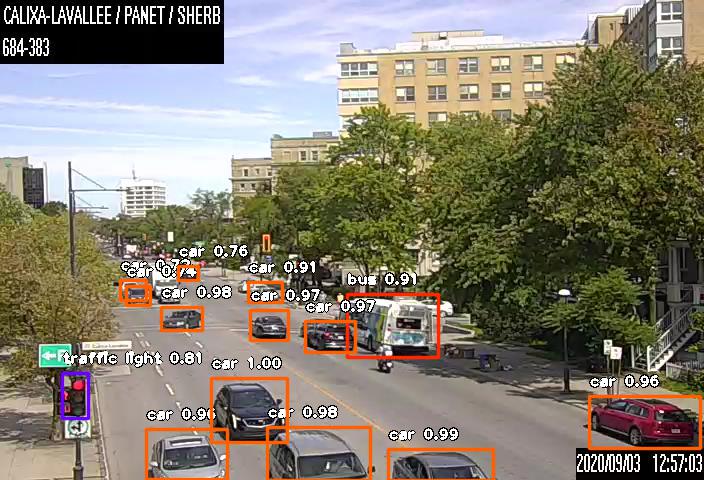 CALIXA-LAVALLEE / PANET / SHERB
684-383
car 0.76
car 0.91
bus 0.91
car 0.98
car 0.97
car 0.97
traffic light 0.81
car 1.00
car 0.96
car 0.96
car 0.98
car 0.99
2020/09/03 12:57:03